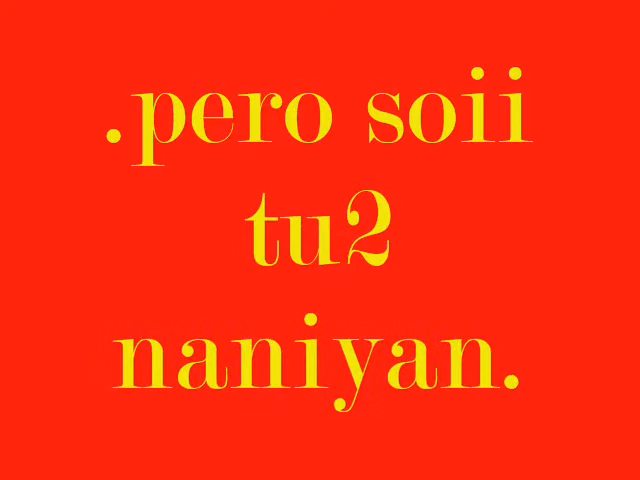 .pero soii
tu2
naniyan.